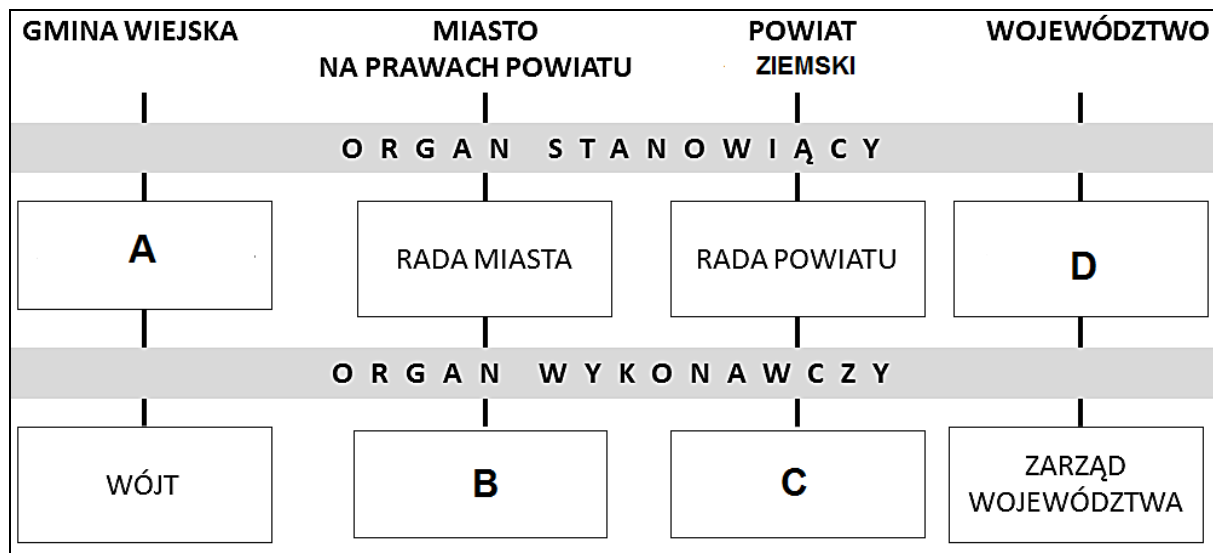 GMINA WIEJSKA
MIASTO
NA PRAWACH POWIATU
POWIAT
ZIEMSKI
WOJEWÓDZTWO
ORGAN STANOWIĄCY
A
RADA MIASTA
RADA POWIATU
D
ORGAN WYKONAWCZY
WÓJT
B
C
ZARZĄD
WOJEWÓDZTWA